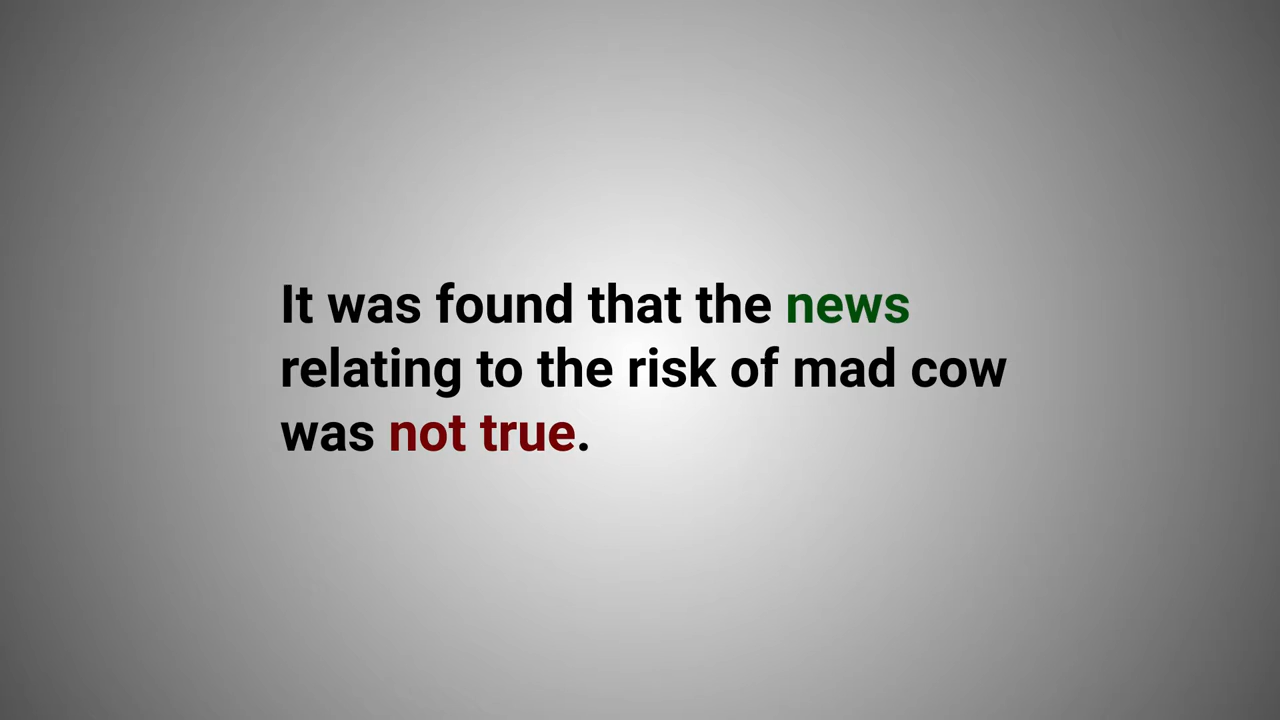 It was found that the news
relating to the risk of mad cow
was not true.